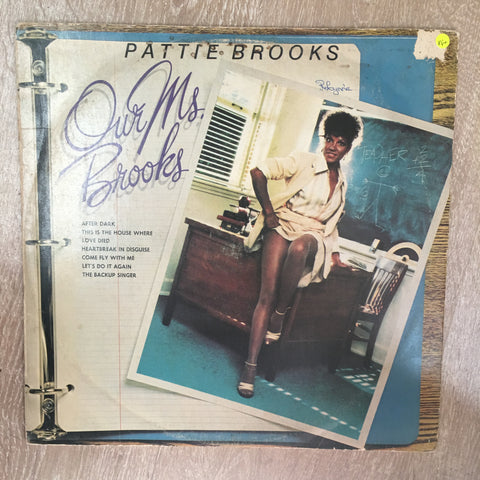 PATTIE BROOKS
Our Ms.
Brooks
AFTER DARK
THIS IS THE HOUSE WHERE
LOVE DIED
HEARTBREAK IN DISGUISE
COME FLY WITH ME
LET'S DO IT AGAIN
THE BACKUP SINGER
TEACHER